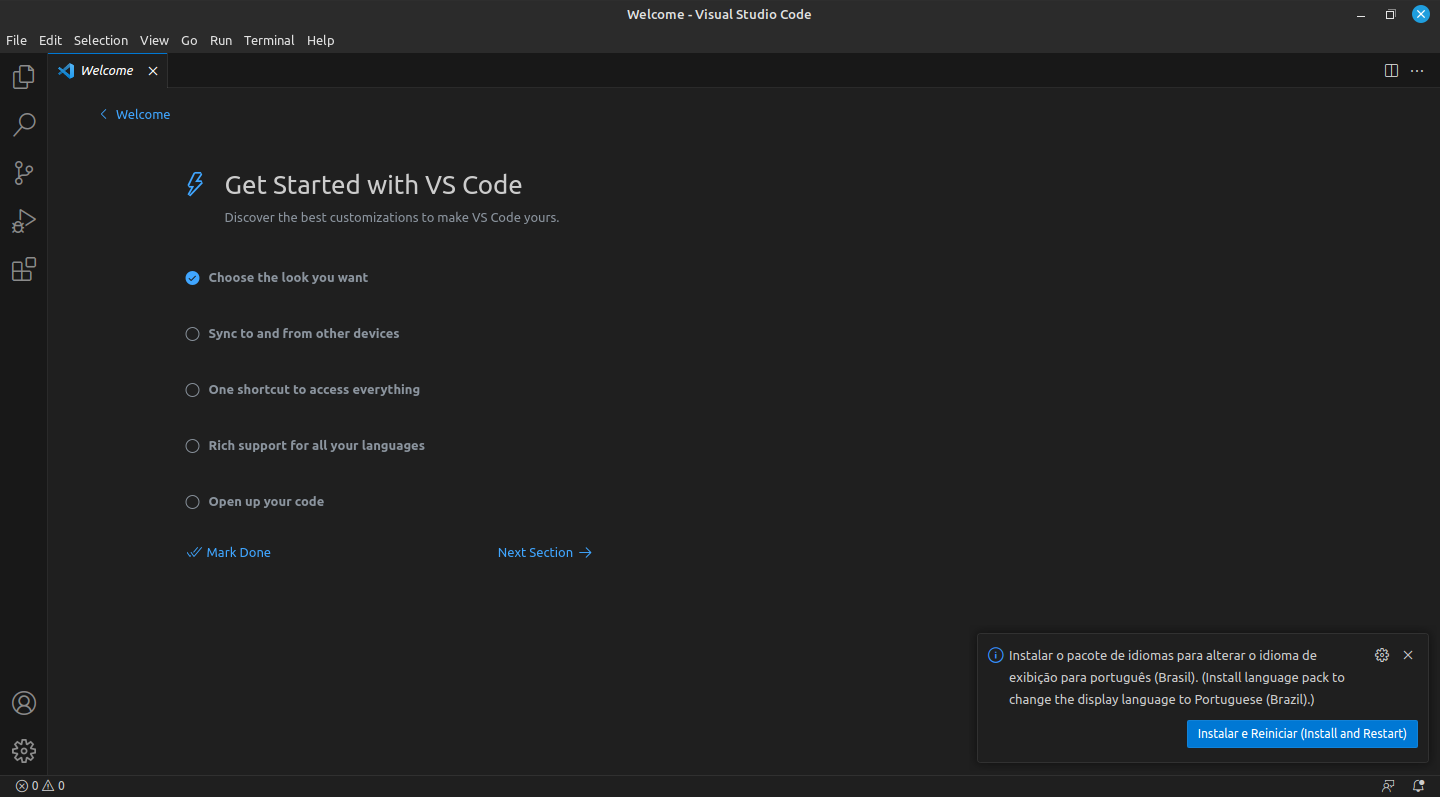 Welcome - Visual Studio Code
File Edit Selection View Go Run Terminal Help
Welcome
Welcome
Get Started with VS Code
Discover the best customizations to make VS Code yours.
Choose the look you want
Sync to and from other devices
One shortcut to access everything
Rich support for all your languages
Open up your code
Mark Done Next Section
Instalar o pacote de idiomas para alterar o idioma de
exibição para português (Brasil). (Install language pack to
change the display language to Portuguese (Brazil).)
Instalar e Reiniciar (Install and Restart)
0 0